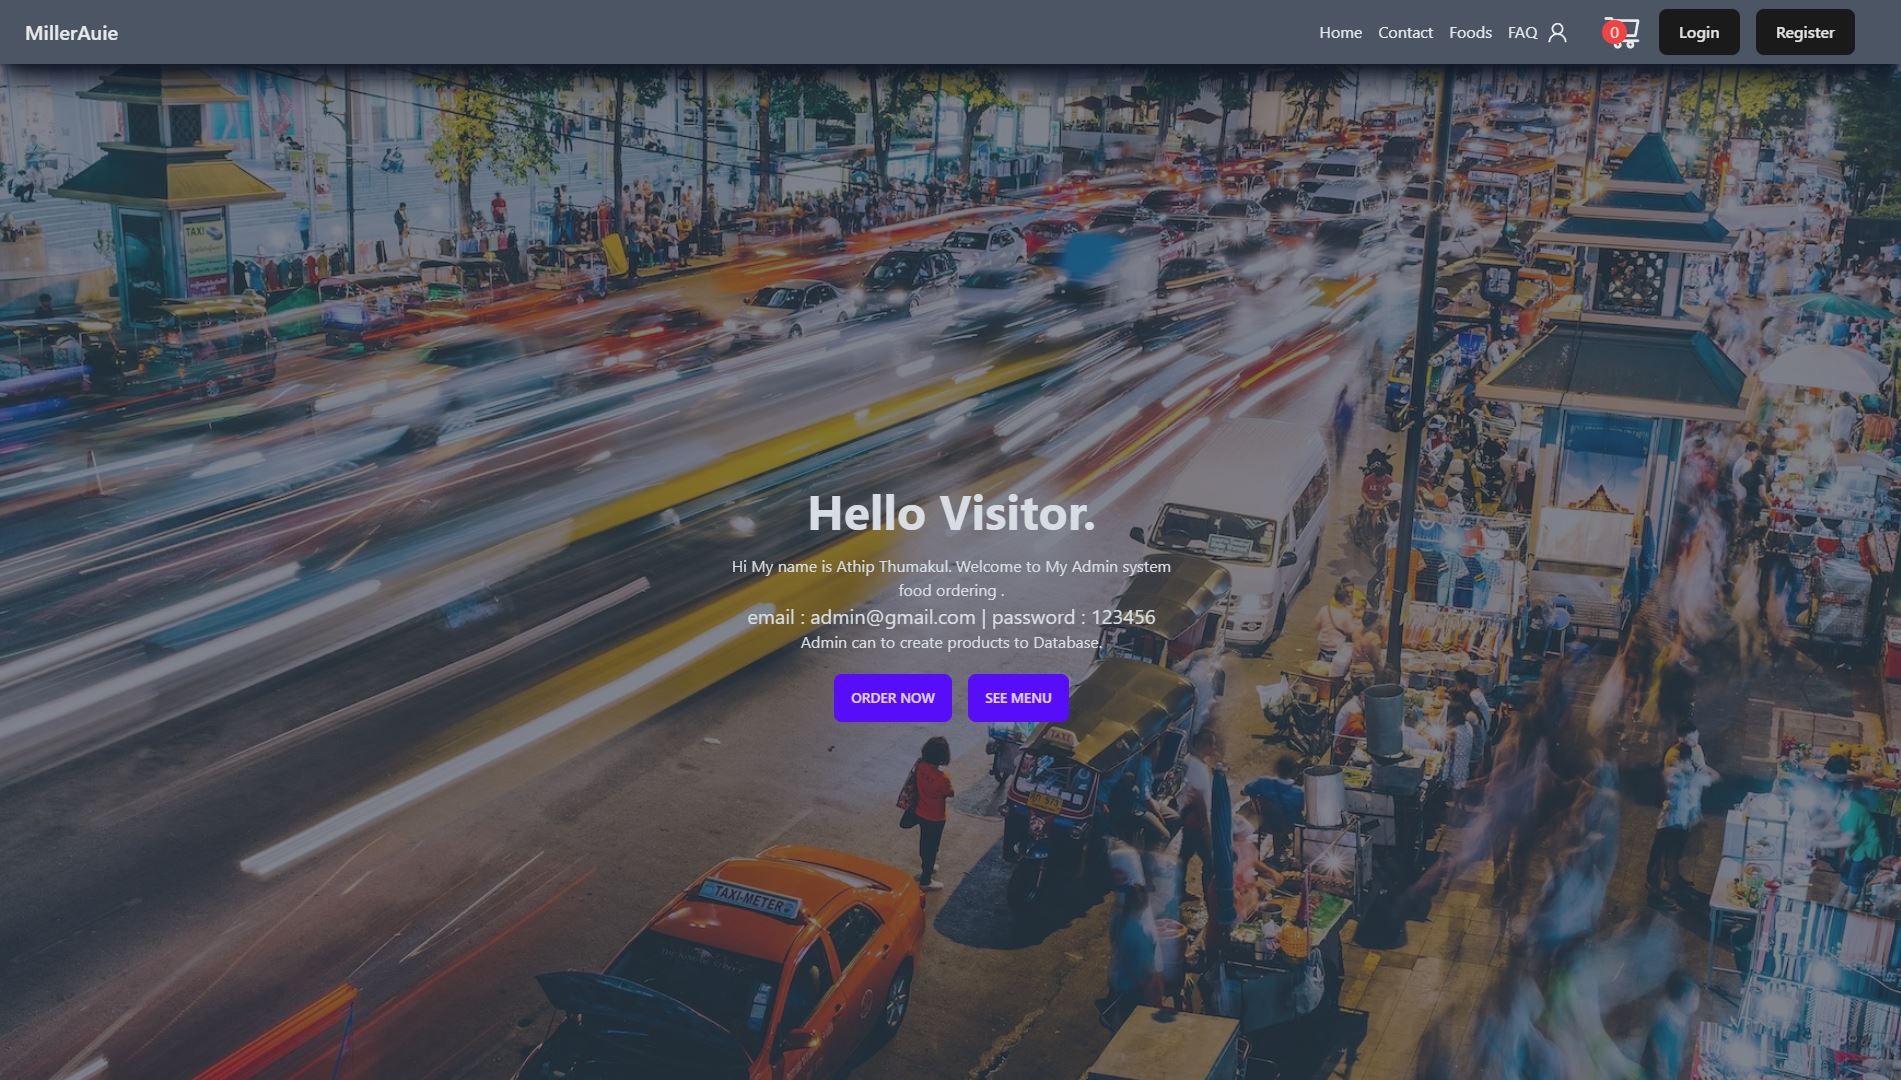 MillerAuie
Home Contact Foods FAQ 0 Login Register
TAXI
Hello Visitor.
Hi My name is Athip Thumakul. Welcome to My Admin system
food ordering .
email : admin@gmail.com | password : 123456
Admin can to create products to Database.
ORDER NOW SEE MENU
TAXI
TAXI-METER